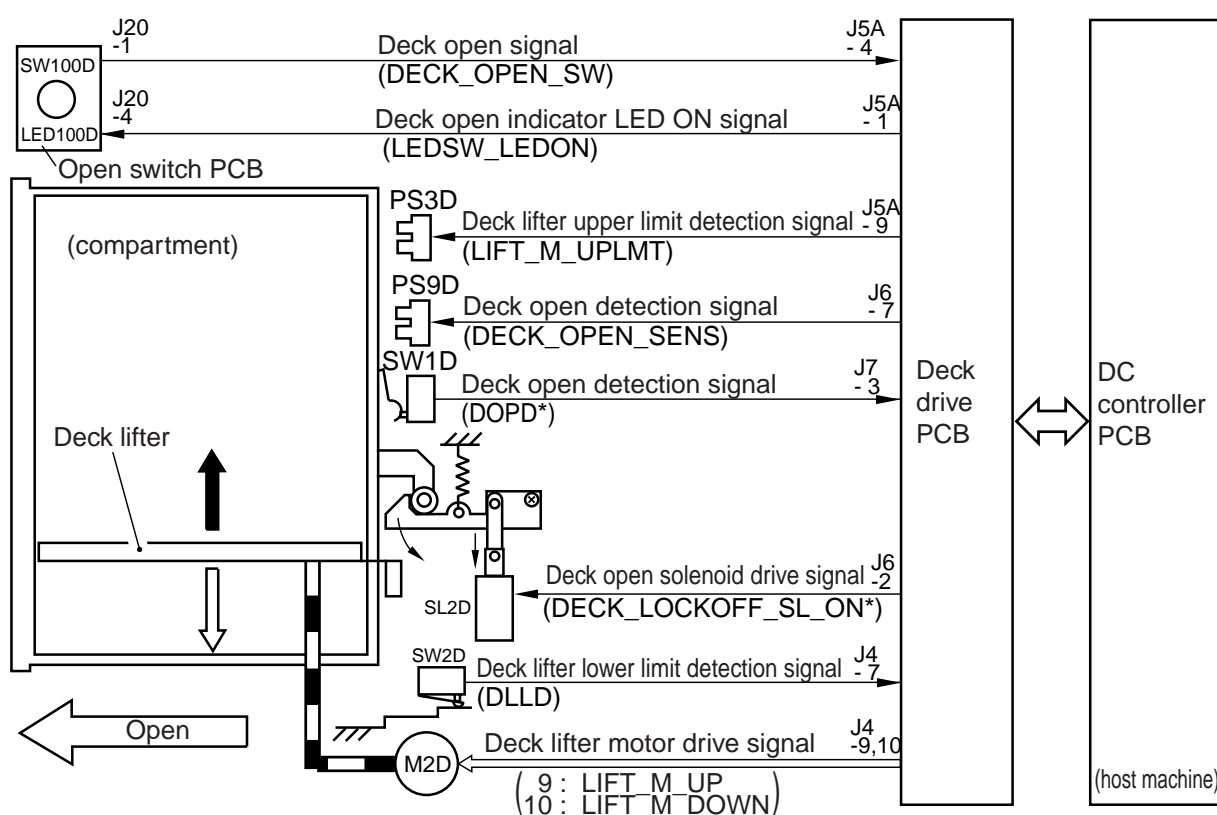 J20
-1
SW100D
J20
-4
LED100D
Open switch PCB
Deck open signal
(DECK_OPEN_SW)
J5A
- 4
Deck open indicator LED ON signal
(LEDSW_LEDON)
J5A
- 1
(compartment)
PS3D
Deck lifter upper limit detection signal
(LIFT_M_UPLMT)
J5A
- 9
PS9D
Deck open detection signal
(DECK_OPEN_SENS)
J6
- 7
SW1D
Deck open detection signal
(DOPD*)
J7
- 3
Deck
drive
PCB
DC
controller
PCB
Deck lifter
SL2D
Deck open solenoid drive signal
(DECK_LOCKOFF_SL_ON*)
J6
-2
SW2D
Deck lifter lower limit detection signal
(DLLD)
J4
- 7
Open
M2D
Deck lifter motor drive signal
J4
-9,10
( 9 : LIFT_M_UP
10 : LIFT_M_DOWN)
(host machine)